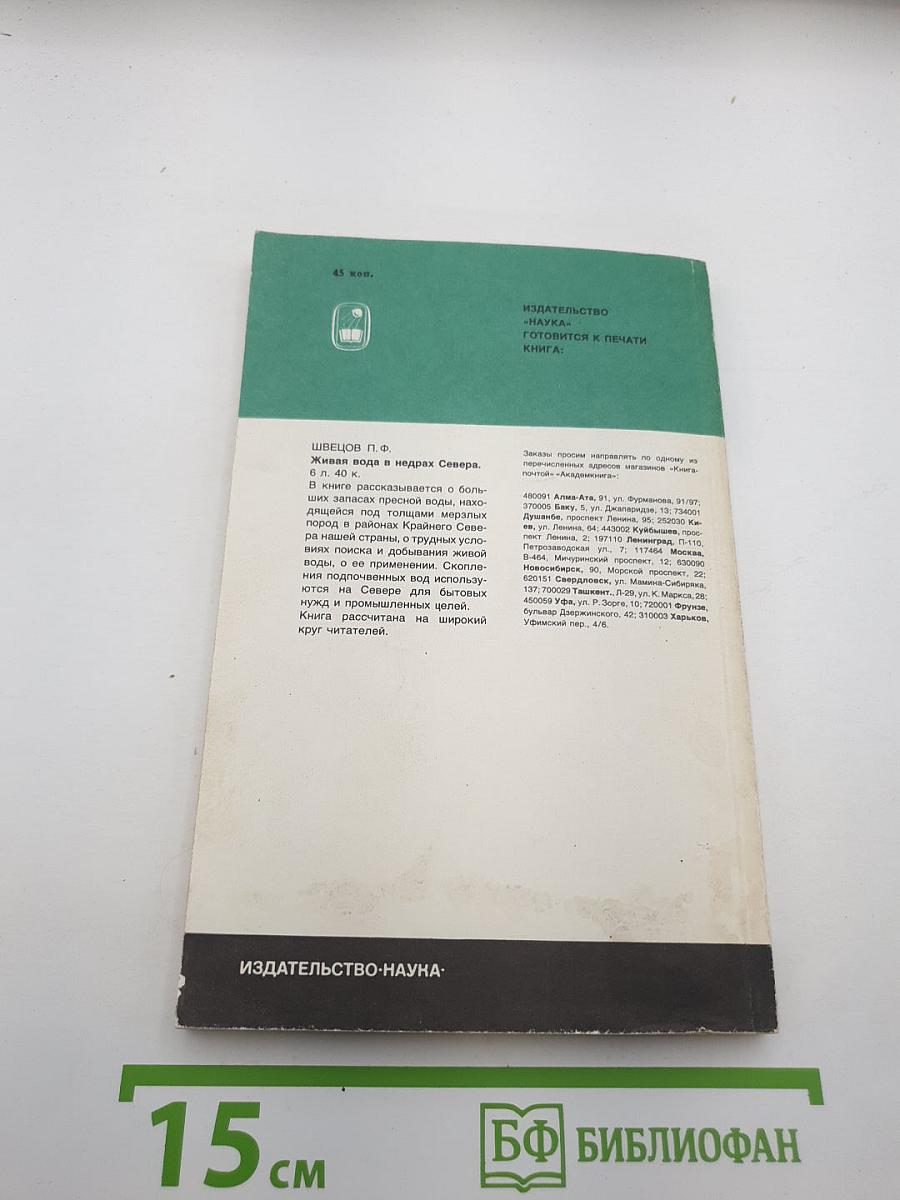 45 коп.
ИЗДАТЕЛЬСТВО
«НАУКА»
ГОТОВИТСЯ К ПЕЧАТИ
КНИГА:
ШВЕЦОВ П.Ф.
Живая вода в недрах Севера.
6 л. 40 к.
В книге рассказывается о боль-
ших запасах пресной воды, нахо-
дящейся под толщами мерзлых
пород в районах Крайнего Севе-
ра нашей страны, о трудных усло-
виях поиска и добывания живой
воды, о ее применении. Скопле-
ния подпочвенных вод использу-
ются на Севере для бытовых
нужд и промышленных целей.
Книга рассчитана на широкий
круг читателей.
Заказы просим направлять по одному из
перечисленных адресов магазинов «Книга-
почтой» «Академкнига»:
480091 Алма-Ата, 91, ул. Фурманова, 91/97;
370005 Баку, 5, ул. Джапаридзе, 13; 734001
Душанбе, проспект Ленина, 95; 252030 Ки-
ев, ул. Ленина, 64; 443002 Куйбышев, прос-
пект Ленина, 2; 197110 Ленинград, П-110,
Петрозаводская ул., 7; 117464 Москва,
В-464, Мичуринский проспект, 12; 630090
Новосибирск, 90, Морской проспект, 22;
620151 Свердловск, ул. Мамина-Сибиряка,
137; 700029 Ташкент., Л-29, ул. К. Маркса, 28;
450059 Уфа, ул. Р. Зорге, 10; 720001 Фрунзе,
бульвар Дзержинского, 42; 310003 Харьков,
Уфимский пер., 4/6.
ИЗДАТЕЛЬСТВО·НАУКА·
15 см
БФ БИБЛИОФАН